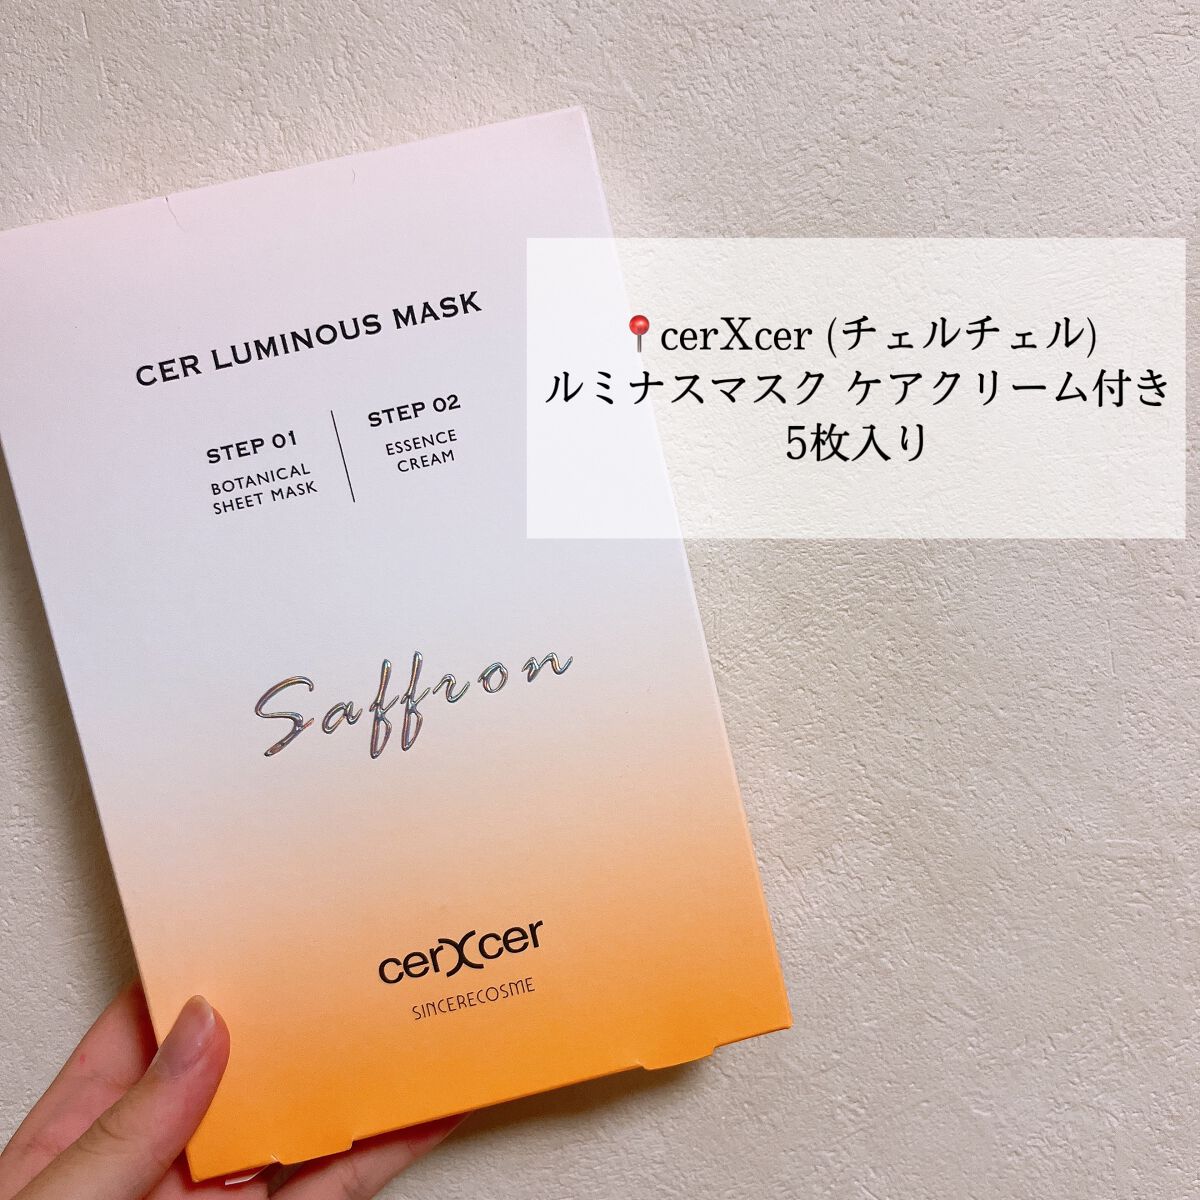 CER LUMINOUS MASK
STEP 01
BOTANICAL
SHEET MASK
STEP 02
ESSENCE
CREAM
Saffron
cerXcer
SINCERECOSME
📍cerXcer (チェルチェル)
ルミナスマスク ケアクリーム付き
5枚入り